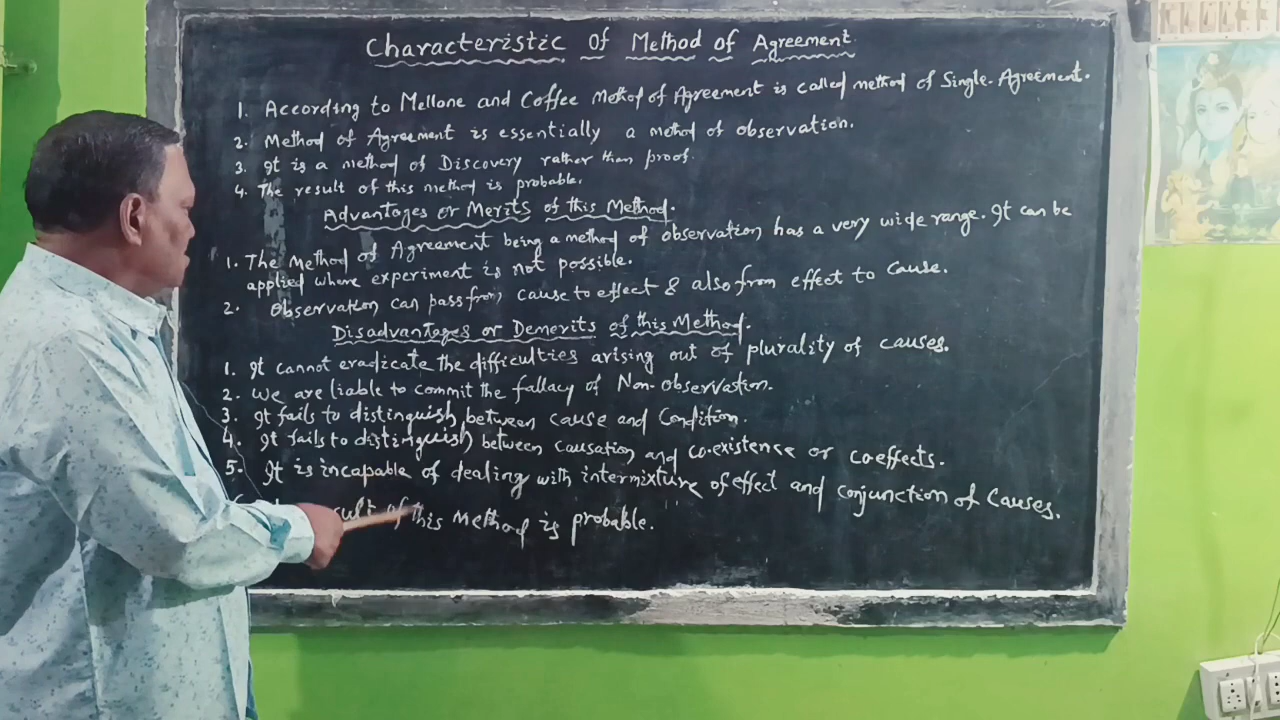 Characteristic of Method of Agreement
1. According to Mellone and Coffee Method of Agreement is called method of Single-Agreement.
2. Method of Agreement is essentially a method of observation.
3. It is a method of Discovery rather than proof.
4. The result of this method is probable.
Advantages or Merits of this Method.
1. The Method of Agreement being a method of observation has a very wide range. It can be
applied where experiment is not possible.
2. Observation can pass from cause to effect & also from effect to cause.
Disadvantages or Demerits of this Method.
1. It cannot eradicate the difficulties arising out of plurality of causes.
2. We are liable to commit the fallacy of Non-observation.
3. It fails to distinguish between cause and Condition.
4. It fails to distinguish between causation and co-existence or coeffects.
5. It is incapable of dealing with intermixture of effect and conjunction of Causes.
of this Method is probable.